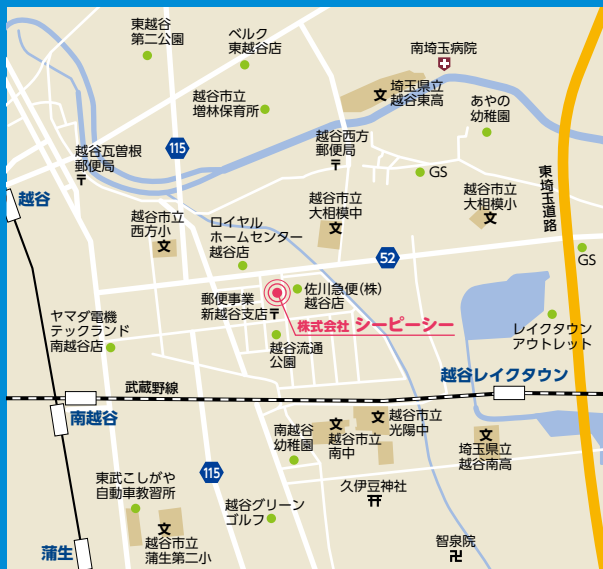 東越谷
第二公園
ベルク
東越谷店
南埼玉病院
越谷市立
増林保育所
埼玉県立
越谷東高
あやの
幼稚園
115
越谷瓦曽根
郵便局
越谷西方
郵便局
GS
越谷
越谷市立
西方小
ロイヤル
ホームセンター
越谷店
越谷市立
大相模中
越谷市立
大相模小
東埼玉道路
52
GS
郵便事業
新越谷支店
佐川急便(株)
越谷店
株式会社 シーピーシー
ヤマダ電機
テックランド
南越谷店
越谷流通
公園
レイクタウン
アウトレット
武蔵野線
越谷レイクタウン
南越谷
南越谷
幼稚園
越谷市立
南中
越谷市立
光陽中
埼玉県立
越谷南高
115
東武こしがや
自動車教習所
越谷グリーン
ゴルフ
久伊豆神社
蒲生
越谷市立
蒲生第二小
智泉院